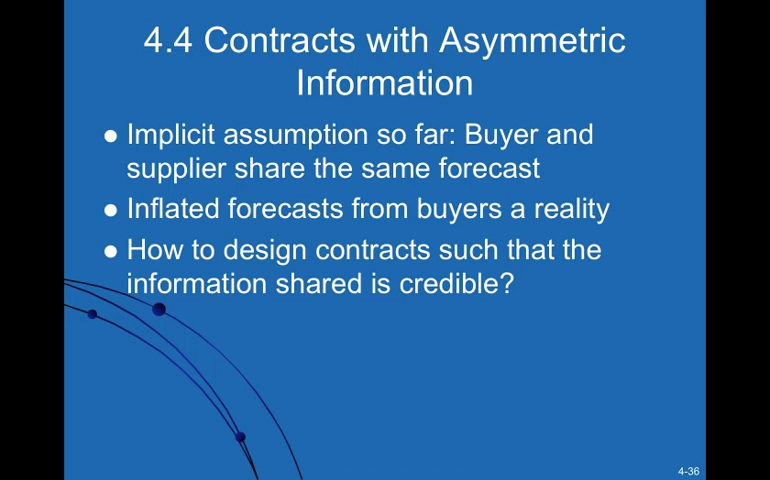 4.4 Contracts with Asymmetric
Information
● Implicit assumption so far: Buyer and
supplier share the same forecast
● Inflated forecasts from buyers a reality
● How to design contracts such that the
information shared is credible?
4-36